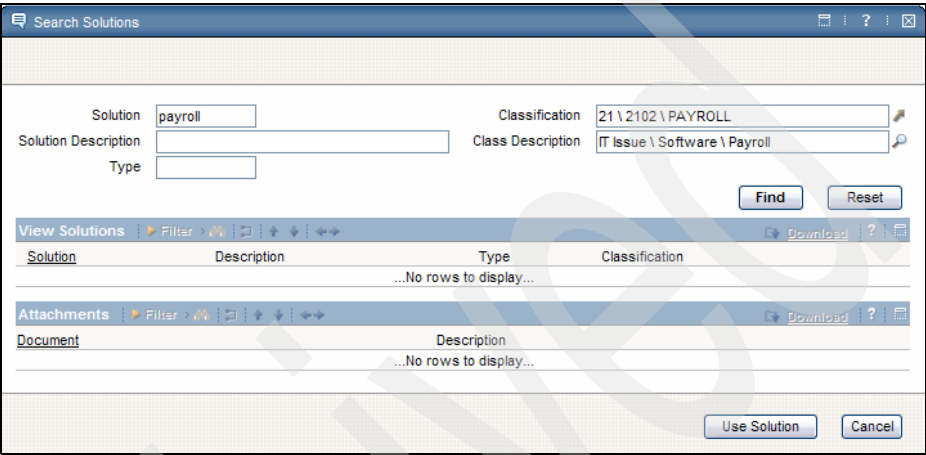 Search Solutions ?
Solution payroll Classification 21 \ 2102 \ PAYROLL
Solution Description Class Description IT Issue \ Software \ Payroll
Type
Find Reset
View Solutions Filter Download ?
Solution Description Type Classification
...No rows to display...
Attachments Filter Download ?
Document Description
...No rows to display...
Use Solution Cancel